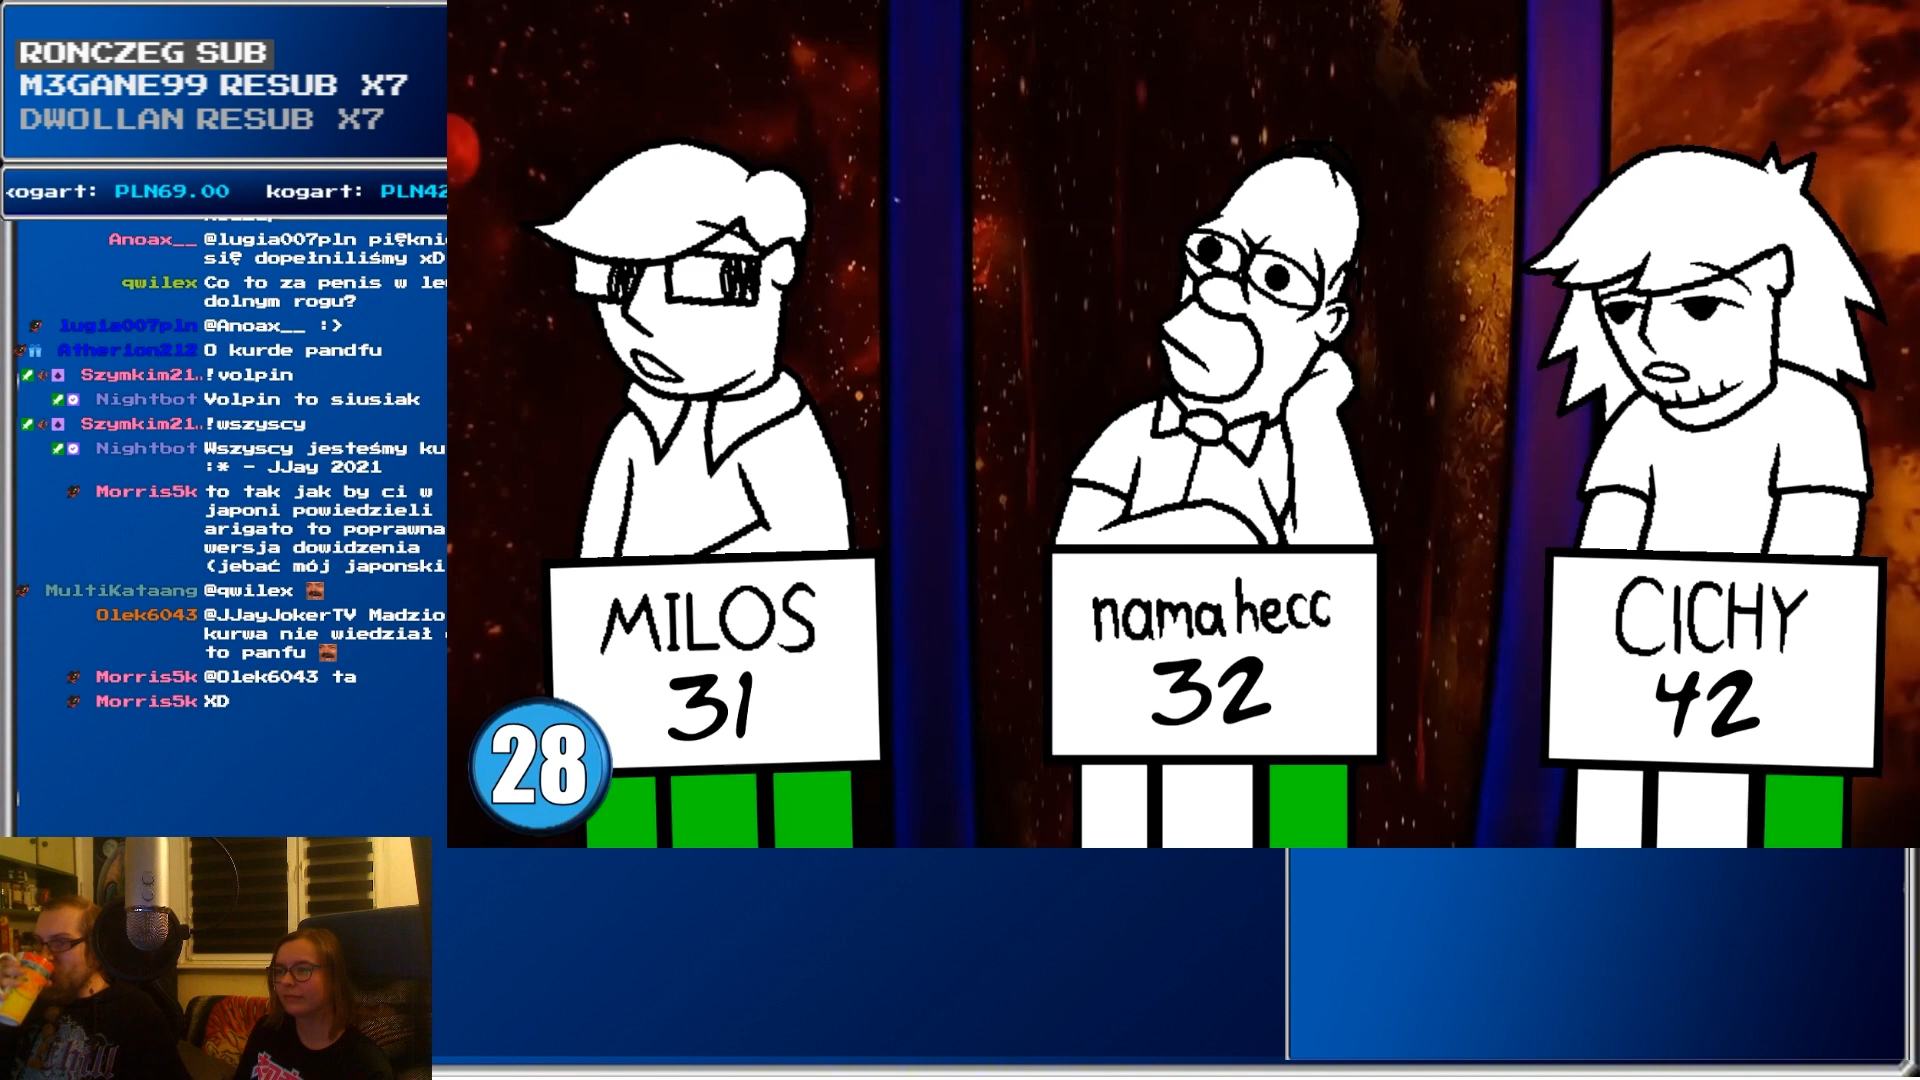 RONCZEG SUB
M3GANE99 RESUB X7
DWOLLAN RESUB X7
kogart: PLN69.00 kogart: PLN42
Anoax__ @lugia007pln
się dopełniliśmy xD
qwilex Co to za penis w
dolnym rogu?
lugia007pln @Anoax__ :>
Atherion212 O kurde pandfu
Szymkim21.. !volpin
Nightbot Volpin to siusiak
Szymkim21.. !wszyscy
Nightbot Wszyscy jesteśmy
:* - JJay 2021
Morris5k to tak jak by ci w
japoni powiedzieli
arigato to poprawna
wersja dowidzenia
(jebać mój japonski
MultiKataang @qwilex
Olek6043 @JJayJokerTV Madzio
kurwa nie wiedział
to panfu
Morris5k @Olek6043 ta
Morris5k XD
MILOS
31
nama hecc
32
CICHY
42
28